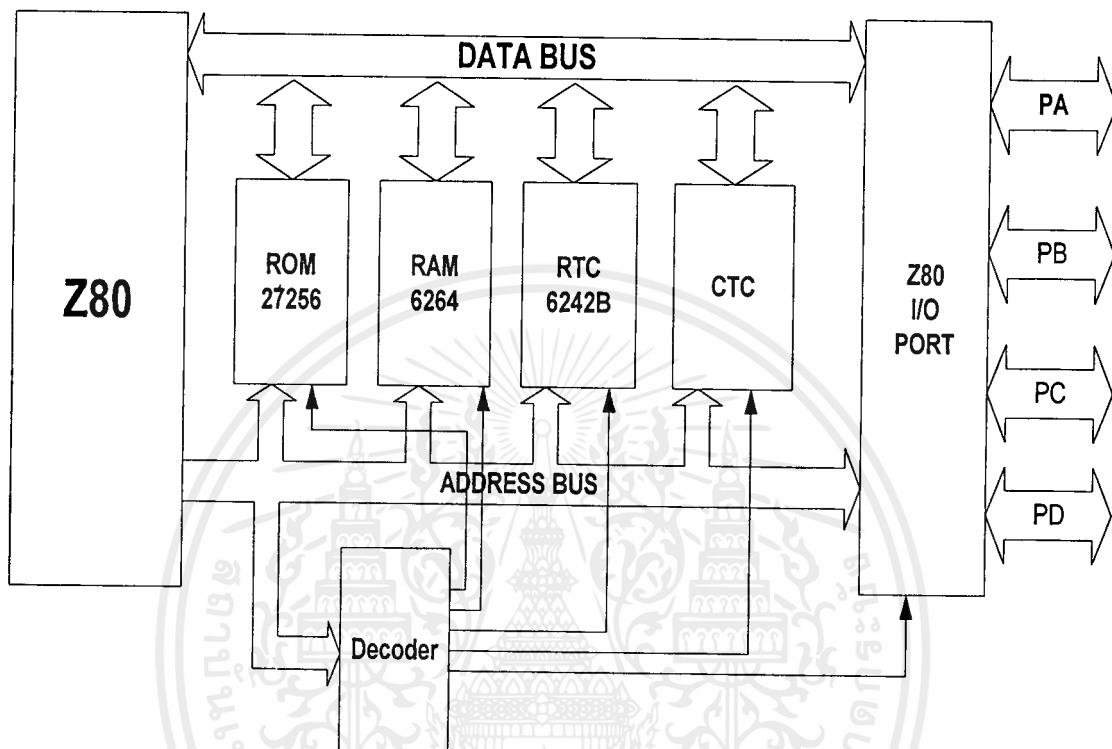 DATA BUS
Z80
ROM
27256
RAM
6264
RTC
6242B
CTC
Z80
I/O
PORT
PA
PB
PC
PD
ADDRESS BUS
Decoder